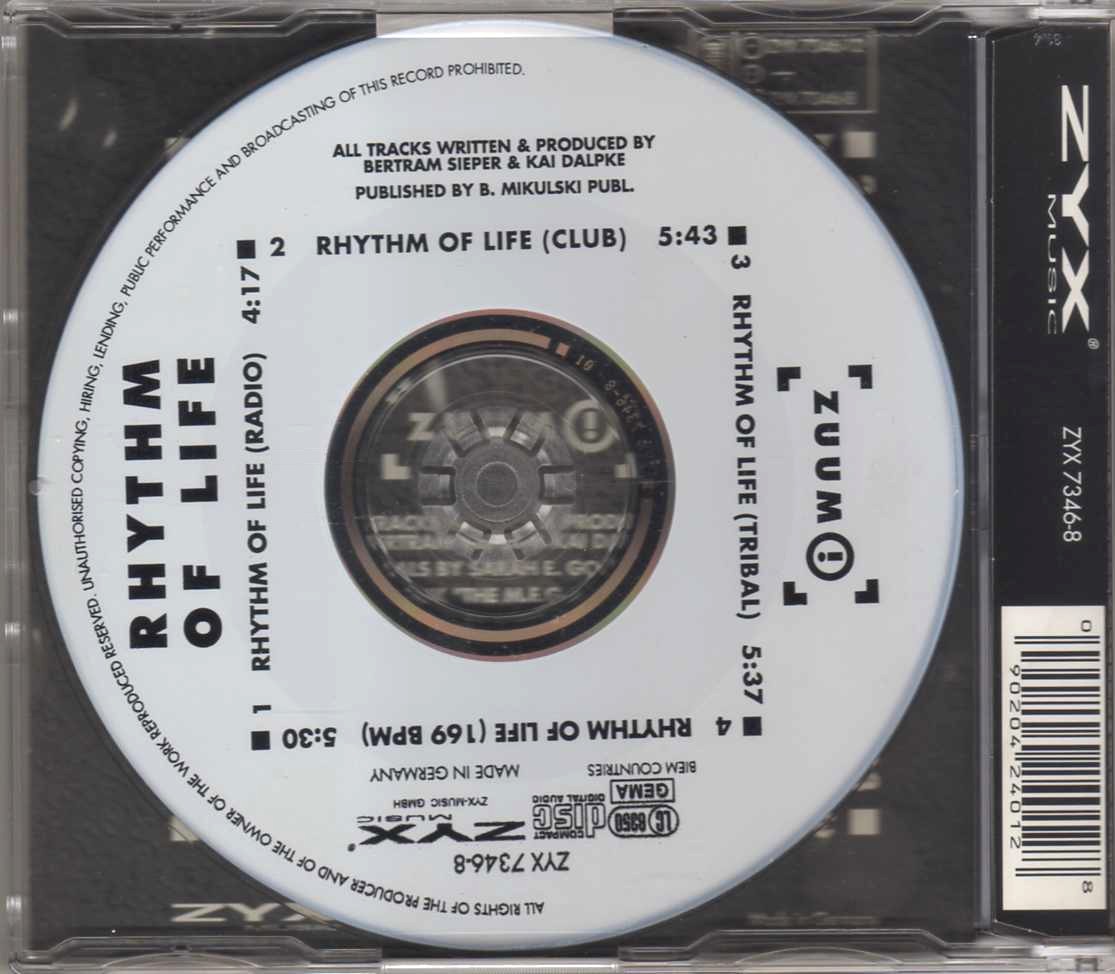 ALL RIGHTS OF THE PRODUCER AND OF THE OWNER OF THE WORK REPRODUCED RESERVED. UNAUTHORISED COPYING, HIRING, LENDING, PUBLIC PERFORMANCE AND BROADCASTING OF THIS RECORD PROHIBITED.
ALL TRACKS WRITTEN & PRODUCED BY
BERTRAM SIEPER & KAI DALPKE
PUBLISHED BY B. MIKULSKI PUBL.
RHYTHM
OF LIFE
1 RHYTHM OF LIFE (RADIO) 4:17
2 RHYTHM OF LIFE (CLUB) 5:43
3 RHYTHM OF LIFE (TRIBAL) 5:37
4 RHYTHM OF LIFE (169 BPM) 5:30
ZUUM
MADE IN GERMANY
BIEM COUNTRIES
GEMA
LC 8350
COMPACT
disc
DIGITAL AUDIO
ZYX-MUSIC GMBH
ZYX
MUSIC
®
ZYX 7346-8
ZYX
ZYX
MUSIC
®
ZYX 7346-8
0 90204 24012 8